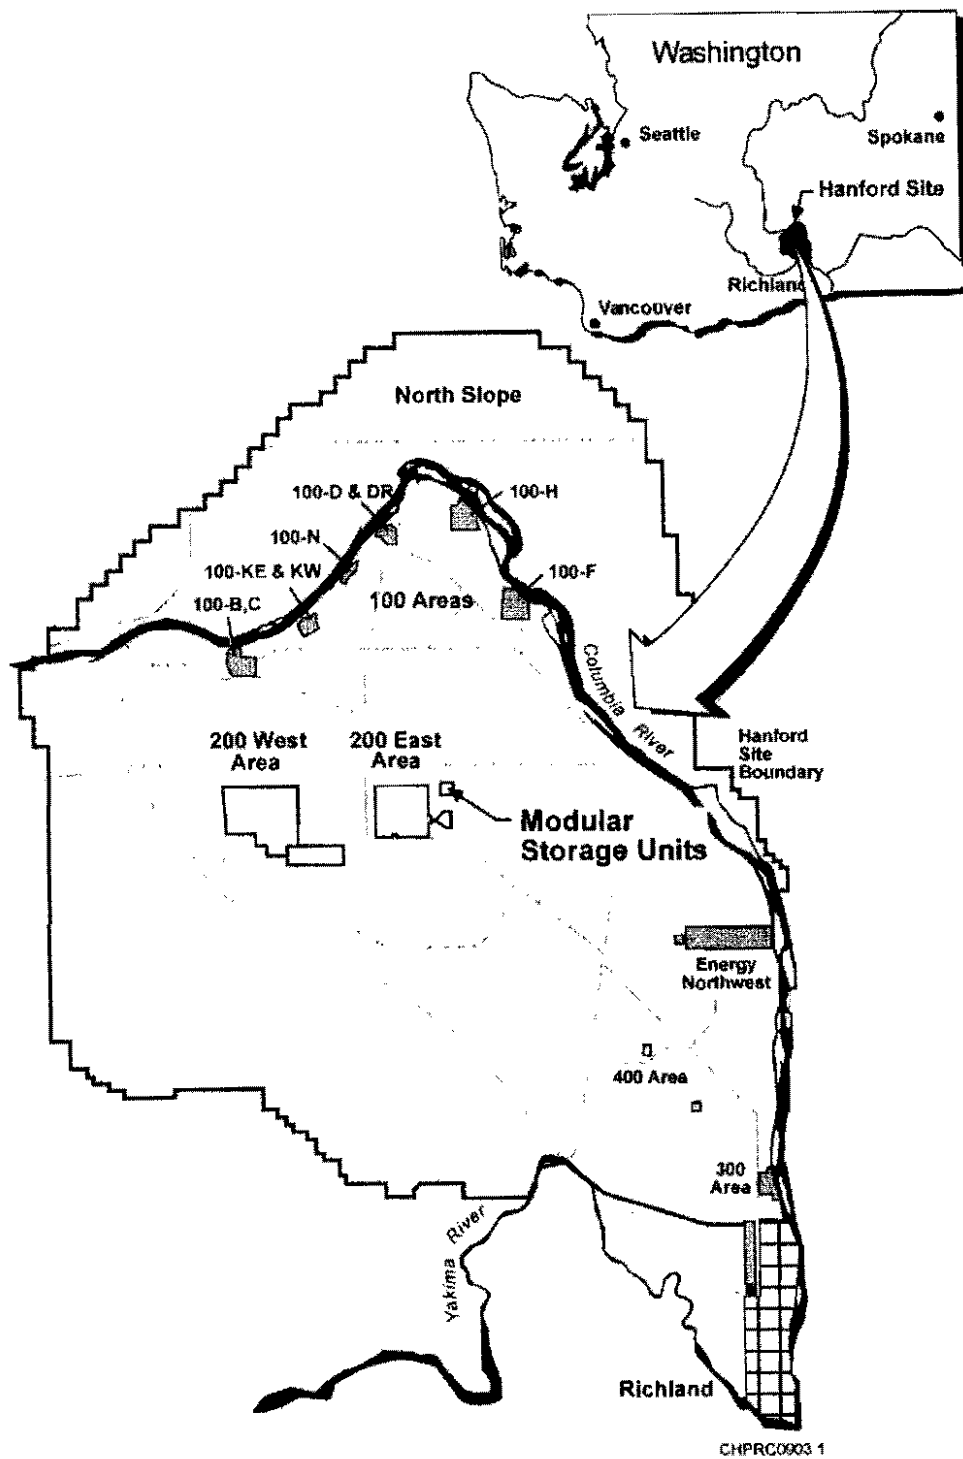 Washington
Seattle
Spokane
Hanford Site
Richland
Vancouver
North Slope
100-D & DR
100-H
100-N
100-KE & KW
100-F
100 Areas
100-B,C
Columbia
River
200 West
Area
200 East
Area
Hanford
Site
Boundary
Modular
Storage Units
Energy
Northwest
400 Area
300
Area
Yakima
River
Richland
CHPRC0903 1